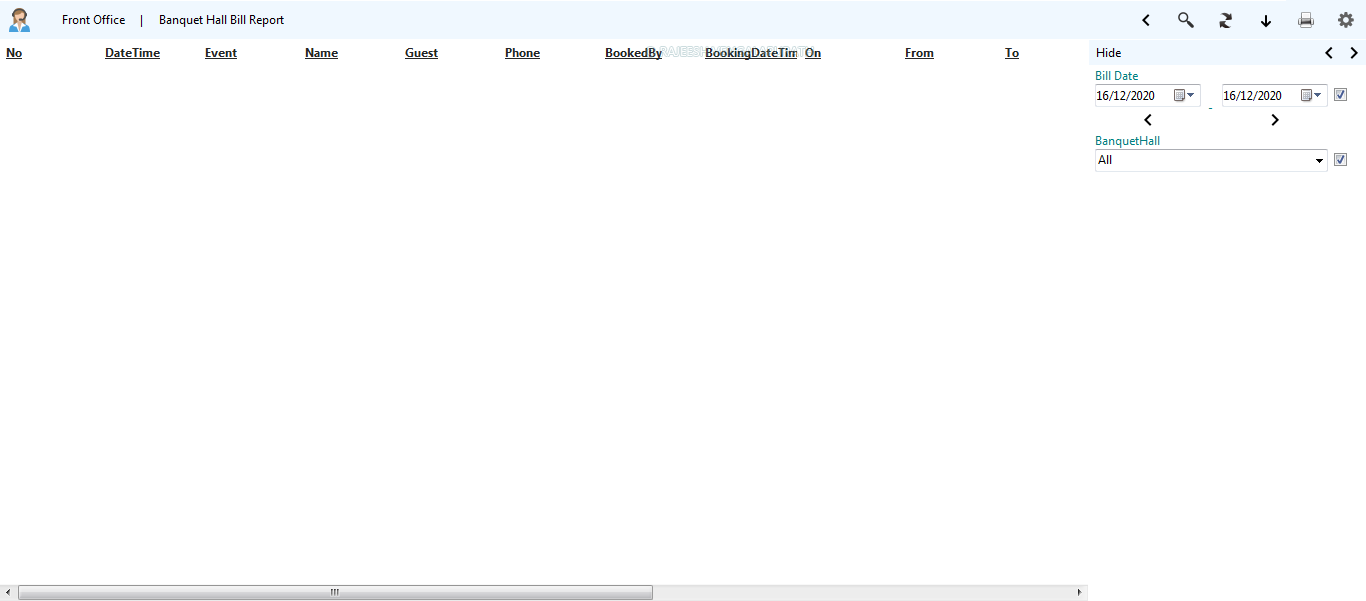 Front Office | Banquet Hall Bill Report
No DateTime Event Name Guest Phone BookedBy BookingDateTim On From To
Hide
Bill Date
16/12/2020 - 16/12/2020
BanquetHall
All